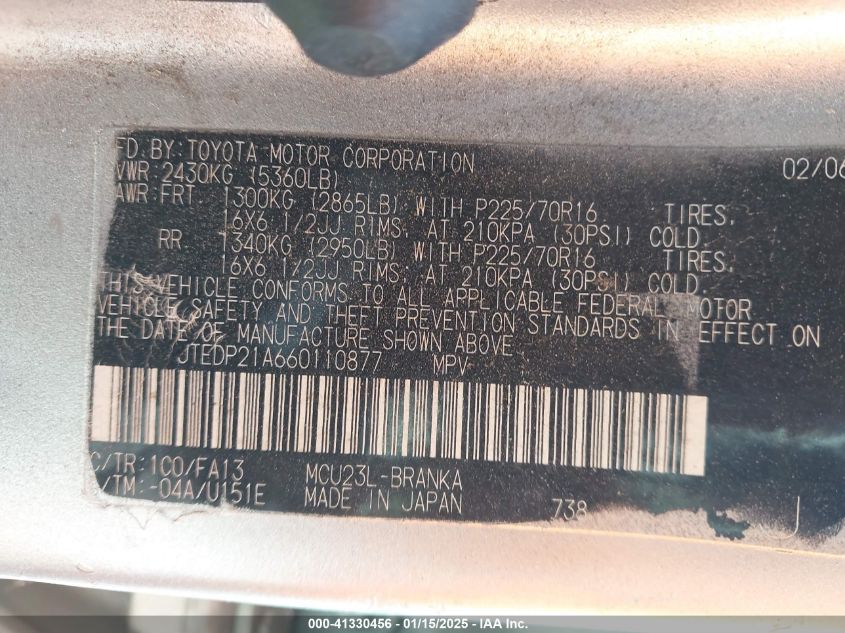 FD. BY: TOYOTA MOTOR CORPORATION 02/06
VWR: 2430KG (5360LB)
AWR: FRT. 1300KG (2865LB) WITH P225/70R16 TIRES,
16X6 1/2JJ RIMS, AT 210KPA (30PSI) COLD.
RR. 1340KG (2950LB) WITH P225/70R16 TIRES,
16X6 1/2JJ RIMS, AT 210KPA (30PSI) COLD.
THIS VEHICLE CONFORMS TO ALL APPLICABLE FEDERAL MOTOR
VEHICLE SAFETY AND THEFT PREVENTION STANDARDS IN EFFECT ON
THE DATE OF MANUFACTURE SHOWN ABOVE.
JTEDP21A660110877 MPV
C/TR: 1C0/FA13 MCU23L-BRANKA
/TM: -04A/U151E MADE IN JAPAN 738 J
000-41330456 - 01/15/2025 - IAA Inc.